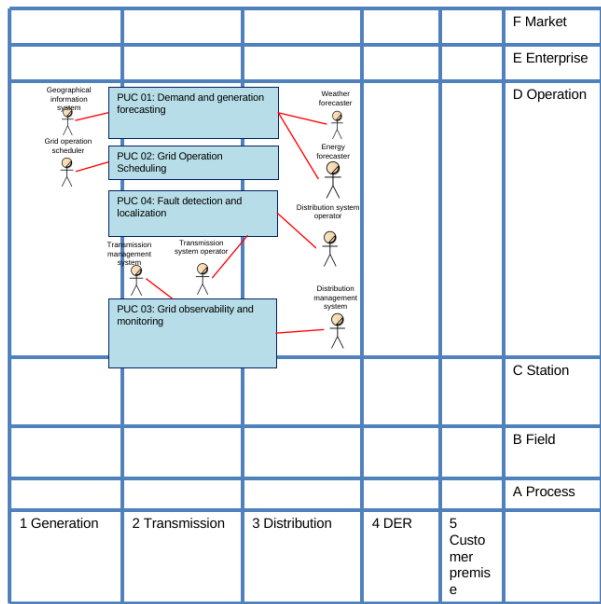 F Market
E Enterprise
D Operation
Geographical
information
system
PUC 01: Demand and generation
forecasting
Weather
forecaster
Grid operation
scheduler
PUC 02: Grid Operation
Scheduling
Energy
forecaster
PUC 04: Fault detection and
localization
Distribution system
operator
Transmission
management
system
Transmission
system operator
Distribution
management
system
PUC 03: Grid observability and
monitoring
C Station
B Field
A Process
1 Generation
2 Transmission
3 Distribution
4 DER
5
Custo
mer
premis
e